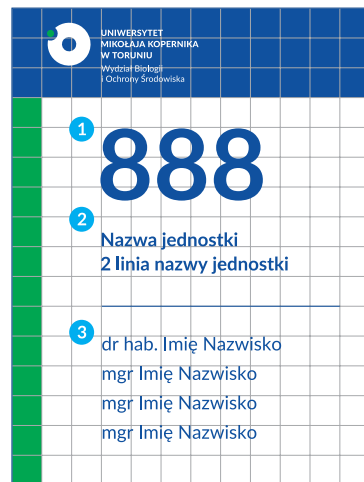 UNIWERSYTET
MIKOŁAJA KOPERNIKA
W TORUNIU
Wydział Biologii
i Ochrony Środowiska
1
888
2
Nazwa jednostki
2 linia nazwy jednostki
3
dr hab. Imię Nazwisko
mgr Imię Nazwisko
mgr Imię Nazwisko
mgr Imię Nazwisko